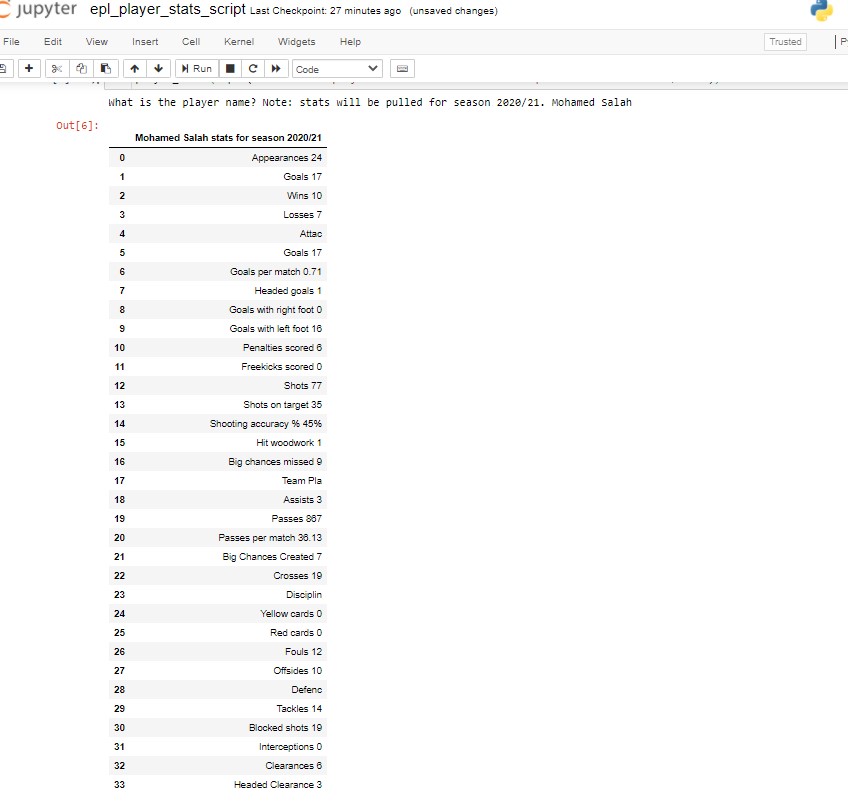 jupyter epl_player_stats_script Last Checkpoint: 27 minutes ago (unsaved changes)
File Edit View Insert Cell Kernel Widgets Help Trusted
Run Code
What is the player name? Note: stats will be pulled for season 2020/21. Mohamed Salah
Out[6]:
Mohamed Salah stats for season 2020/21
0 Appearances 24
1 Goals 17
2 Wins 10
3 Losses 7
4 Attac
5 Goals 17
6 Goals per match 0.71
7 Headed goals 1
8 Goals with right foot 0
9 Goals with left foot 16
10 Penalties scored 6
11 Freekicks scored 0
12 Shots 77
13 Shots on target 35
14 Shooting accuracy % 45%
15 Hit woodwork 1
16 Big chances missed 9
17 Team Pla
18 Assists 3
19 Passes 867
20 Passes per match 36.13
21 Big Chances Created 7
22 Crosses 19
23 Disciplin
24 Yellow cards 0
25 Red cards 0
26 Fouls 12
27 Offsides 10
28 Defenc
29 Tackles 14
30 Blocked shots 19
31 Interceptions 0
32 Clearances 6
33 Headed Clearance 3